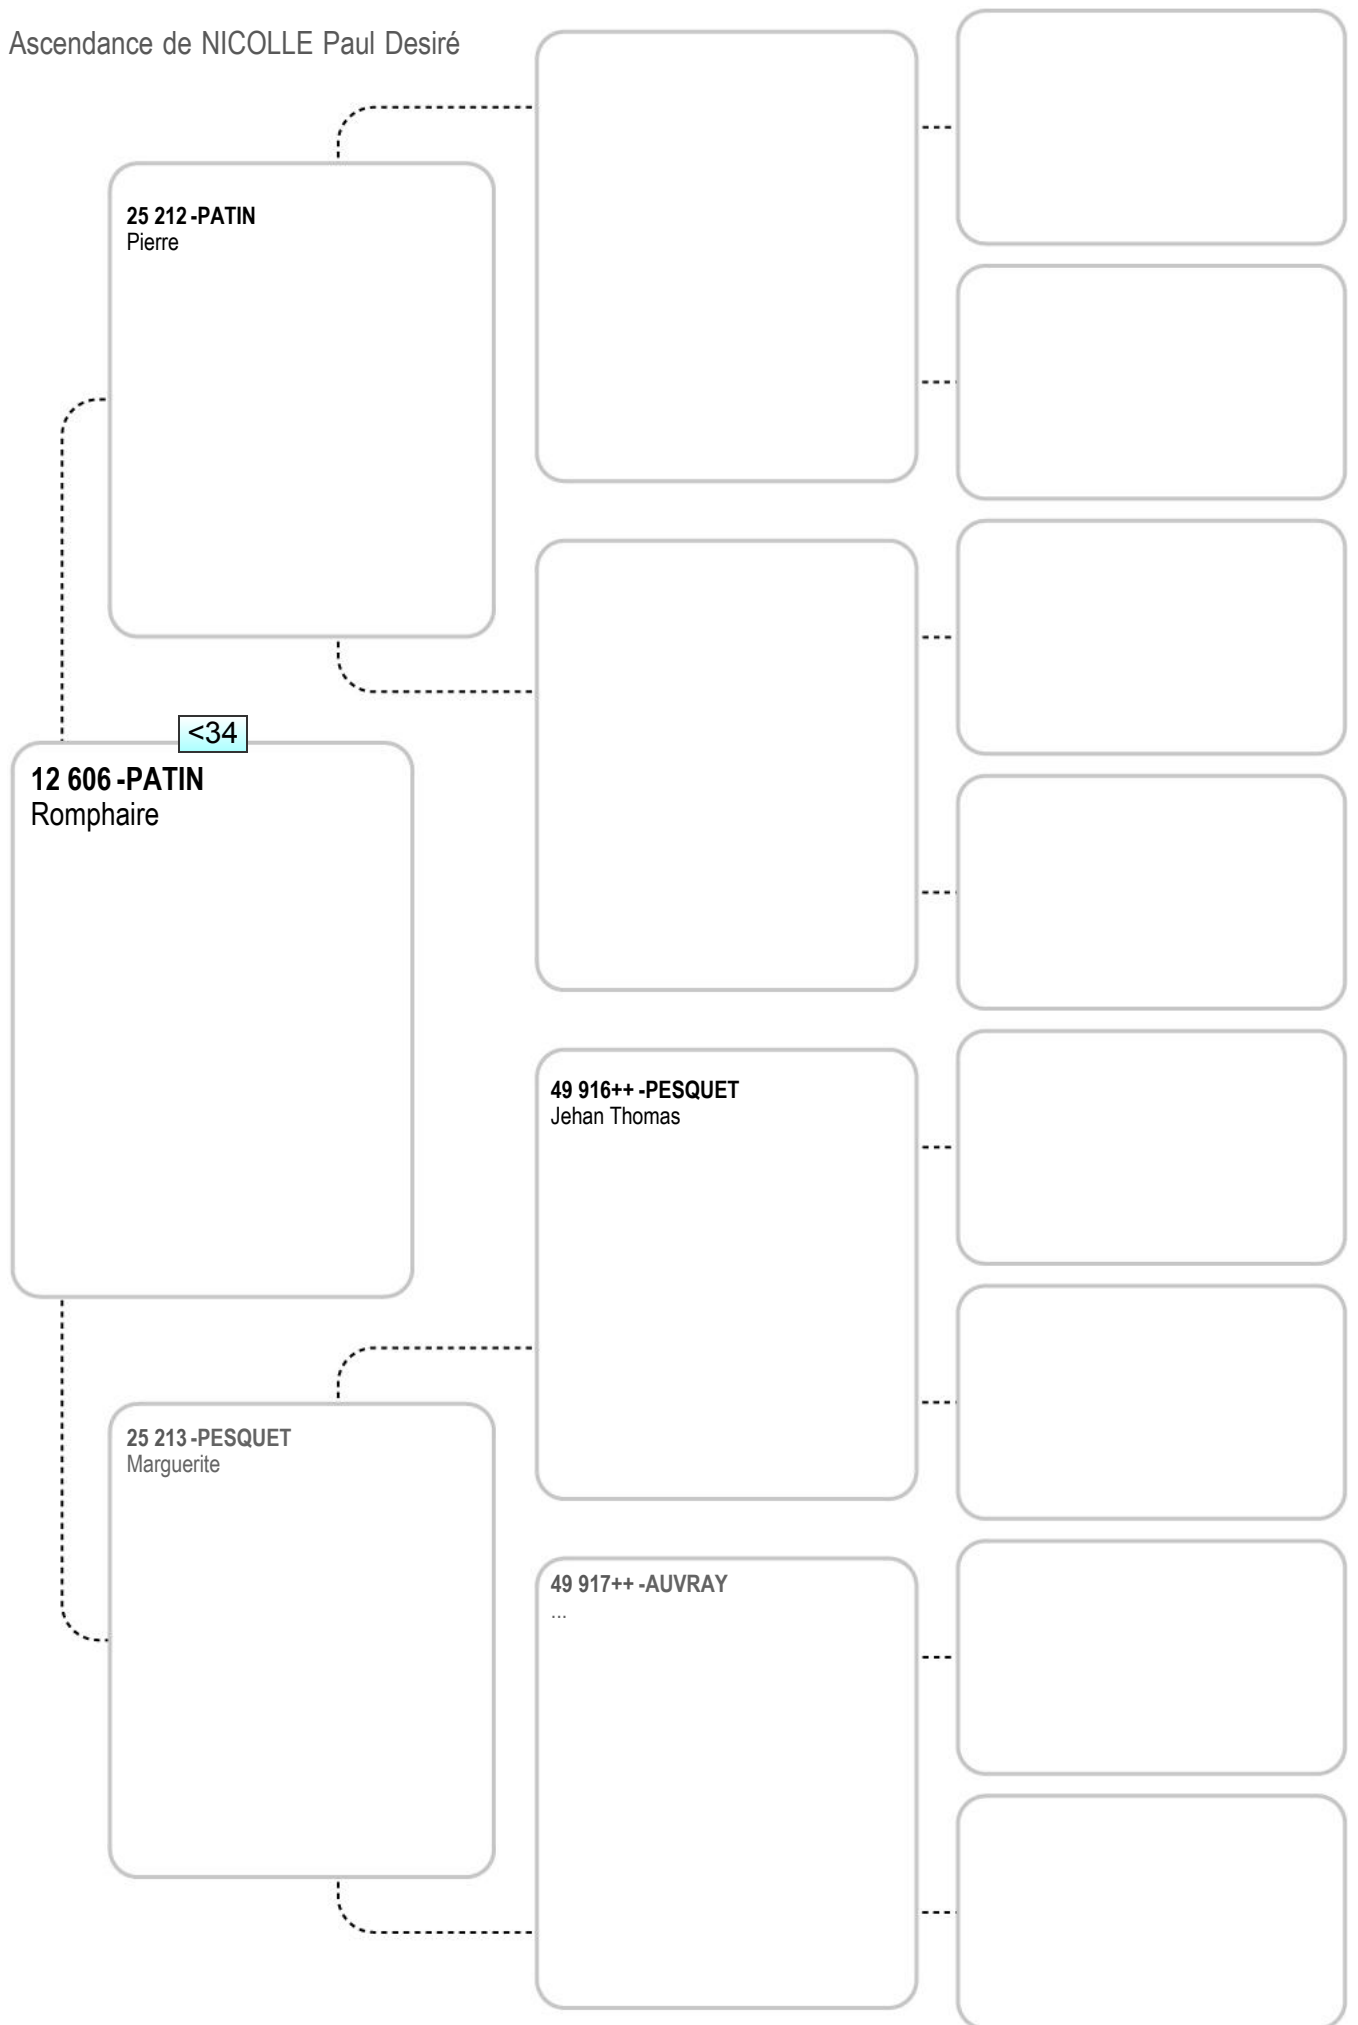 Ascendance de NICOLLE Paul Desiré
25 212 -PATIN
Pierre
<34
12 606 -PATIN
Romphaire
49 916++ -PESQUET
Jehan Thomas
25 213 -PESQUET
Marguerite
49 917++ -AUVRAY
...